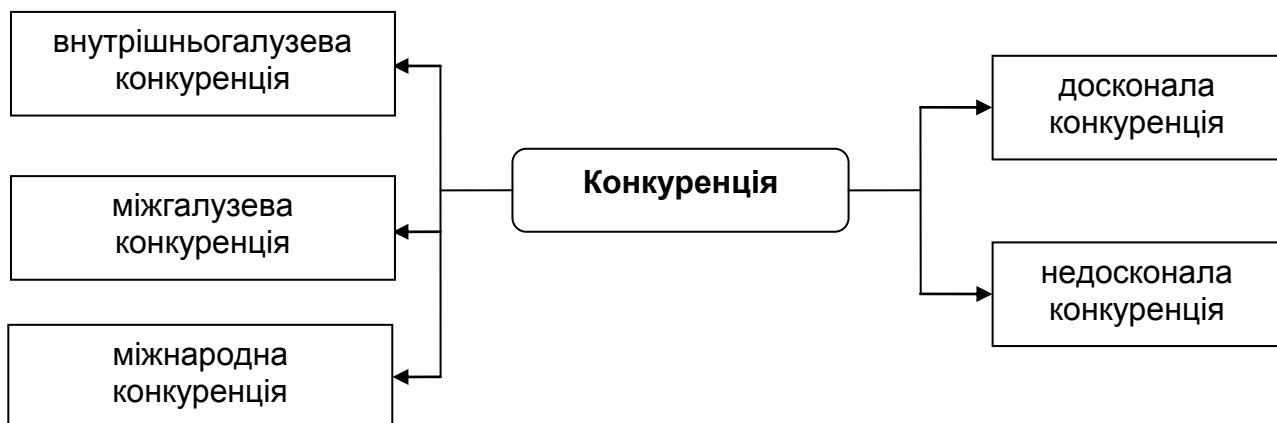 внутрішньогалузева
конкуренція
міжгалузева
конкуренція
міжнародна
конкуренція
Конкуренція
досконала
конкуренція
недосконала
конкуренція